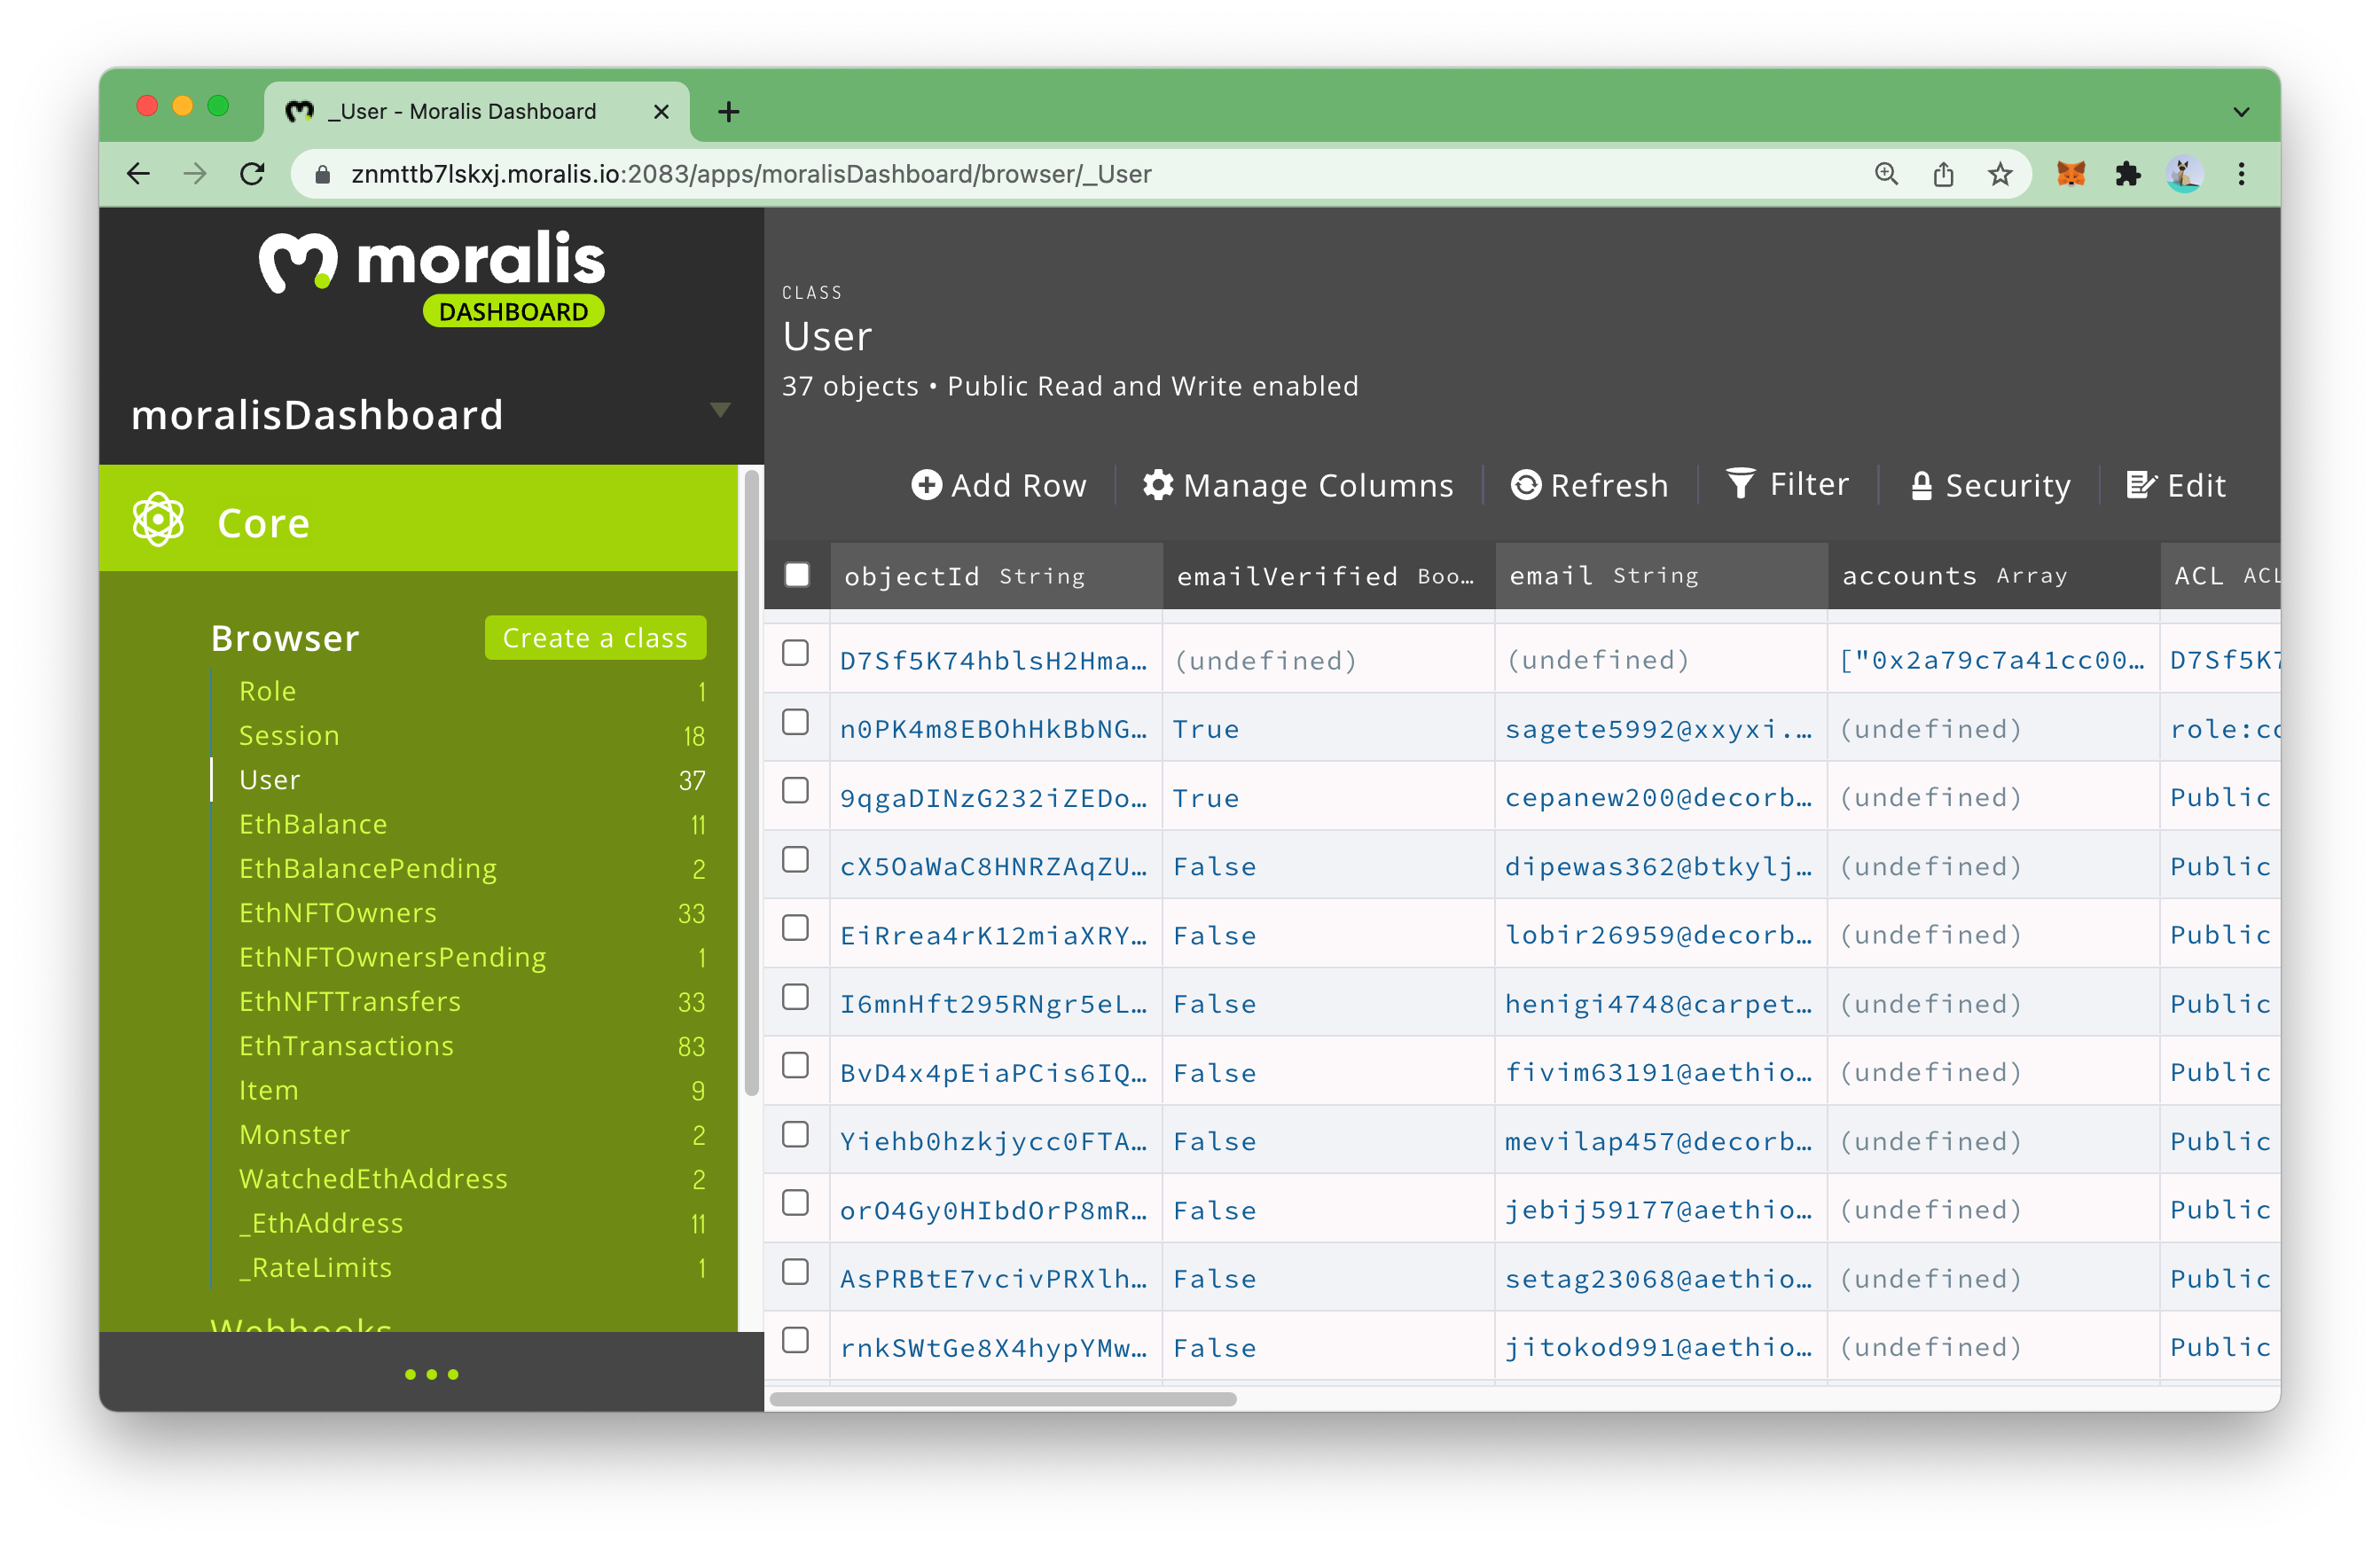 _User - Moralis Dashboard
znmttb7lskxj.moralis.io:2083/apps/moralisDashboard/browser/_User
moralis
DASHBOARD
moralisDashboard
Core
Browser
Create a class
Role 1
Session 18
User 37
EthBalance 11
EthBalancePending 2
EthNFTOwners 33
EthNFTOwnersPending 1
EthNFTTransfers 33
EthTransactions 83
Item 9
Monster 2
WatchedEthAddress 2
_EthAddress 11
_RateLimits 1
Webhooks
CLASS
User
37 objects • Public Read and Write enabled
Add Row Manage Columns Refresh Filter Security Edit
objectId String emailVerified Boo… email String accounts Array ACL ACL
D7Sf5K74hblsH2Hma… (undefined) (undefined) ["0x2a79c7a41cc00… D7Sf5K7
n0PK4m8EBOhHkBbNG… True sagete5992@xxyxi.… (undefined) role:co
9qgaDINzG232iZEDo… True cepanew200@decorb… (undefined) Public
cX5OaWaC8HNRZAqZU… False dipewas362@btkylj… (undefined) Public
EiRrea4rK12miaXRY… False lobir26959@decorb… (undefined) Public
I6mnHft295RNgr5eL… False henigi4748@carpet… (undefined) Public
BvD4x4pEiaPCis6IQ… False fivim63191@aethio… (undefined) Public
Yiehb0hzkjycc0FTA… False mevilap457@decorb… (undefined) Public
orO4Gy0HIbdOrP8mR… False jebij59177@aethio… (undefined) Public
AsPRBtE7vcivPRXlh… False setag23068@aethio… (undefined) Public
rnkSWtGe8X4hypYMw… False jitokod991@aethio… (undefined) Public